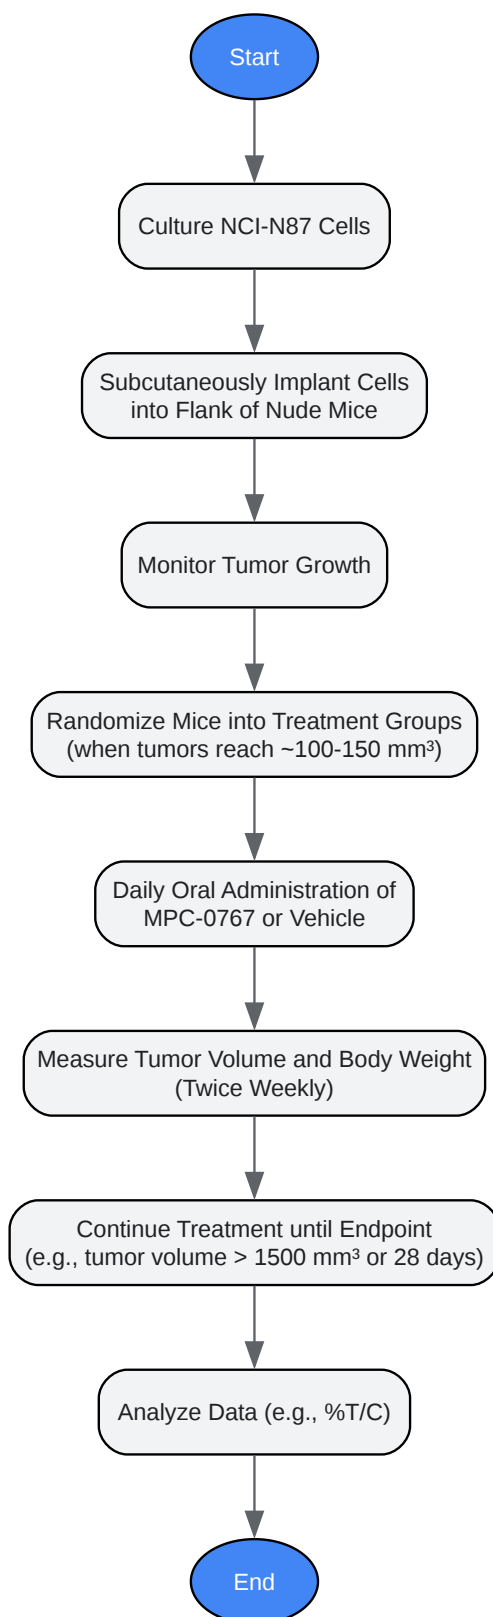 Start
Culture NCI-N87 Cells
Subcutaneously Implant Cells
into Flank of Nude Mice
Monitor Tumor Growth
Randomize Mice into Treatment Groups
(when tumors reach ~100-150 mm³)
Daily Oral Administration of
MPC-0767 or Vehicle
Measure Tumor Volume and Body Weight
(Twice Weekly)
Continue Treatment until Endpoint
(e.g., tumor volume > 1500 mm³ or 28 days)
Analyze Data (e.g., %T/C)
End